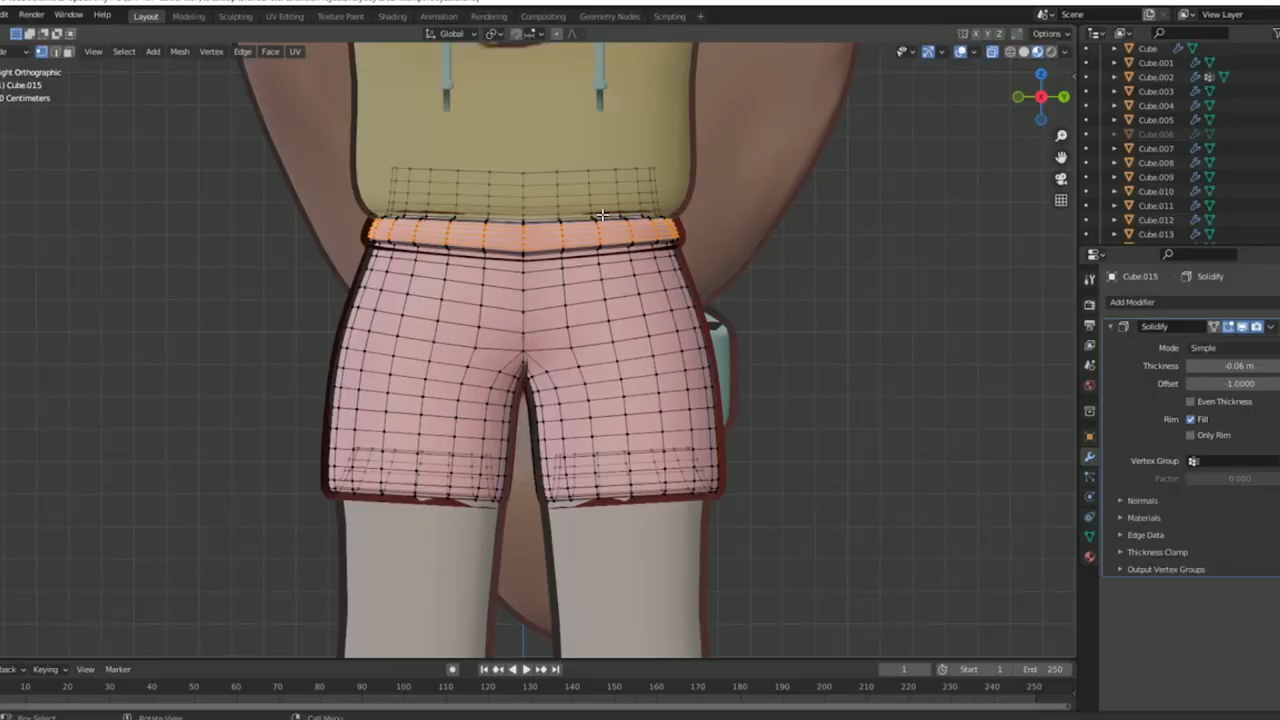 Render Window Help Layout Modeling Sculpting UV Editing Texture Paint Shading Animation Rendering Compositing Geometry Nodes Scripting + Scene View Layer
Global X Y Z Options
View Select Add Mesh Vertex Edge Face UV
ight Orthographic
) Cube.015
0 Centimeters
Z
X
Y
Cube
Cube.001
Cube.002
Cube.003
Cube.004
Cube.005
Cube.006
Cube.007
Cube.008
Cube.009
Cube.010
Cube.011
Cube.012
Cube.013
Cube.015 Solidify
Add Modifier
Solidify
Mode Simple
Thickness -0.06 m
Offset -1.0000
Even Thickness
Rim Fill
Only Rim
Vertex Group
Factor 0.000
Normals
Materials
Edge Data
Thickness Clamp
Output Vertex Groups
back Keying View Marker 1 Start 1 End 250
10 20 30 40 50 60 70 80 90 100 110 120 130 140 150 160 170 180 190 200 210 220 230 240 250
Box Select Rotate View Call Menu